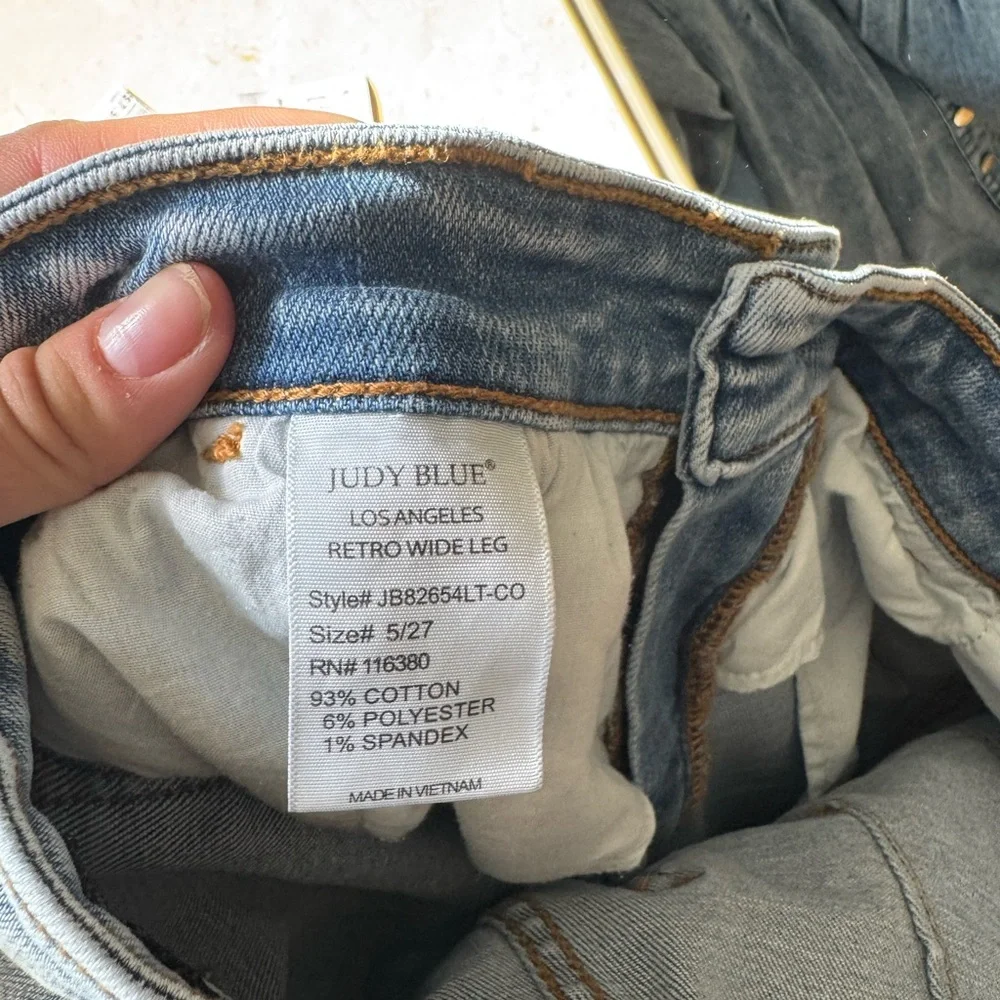 JUDY BLUE®
LOS ANGELES
RETRO WIDE LEG
Style# JB82654LT-CO
Size# 5/27
RN# 116380
93% COTTON
6% POLYESTER
1% SPANDEX
MADE IN VIETNAM